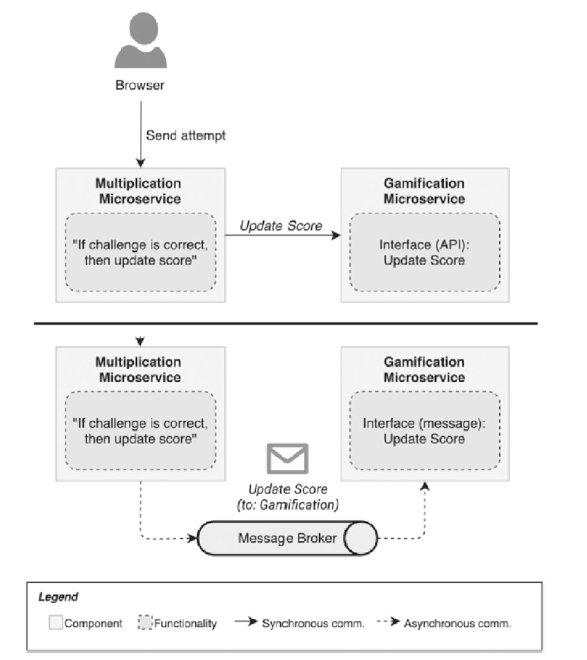 Browser
Send attempt
Multiplication
Microservice
"If challenge is correct,
then update score"
Update Score
Gamification
Microservice
Interface (API):
Update Score
Multiplication
Microservice
"If challenge is correct,
then update score"
Gamification
Microservice
Interface (message):
Update Score
Update Score
(to: Gamification)
Message Broker
Legend
Component
Functionality
Synchronous comm.
Asynchronous comm.